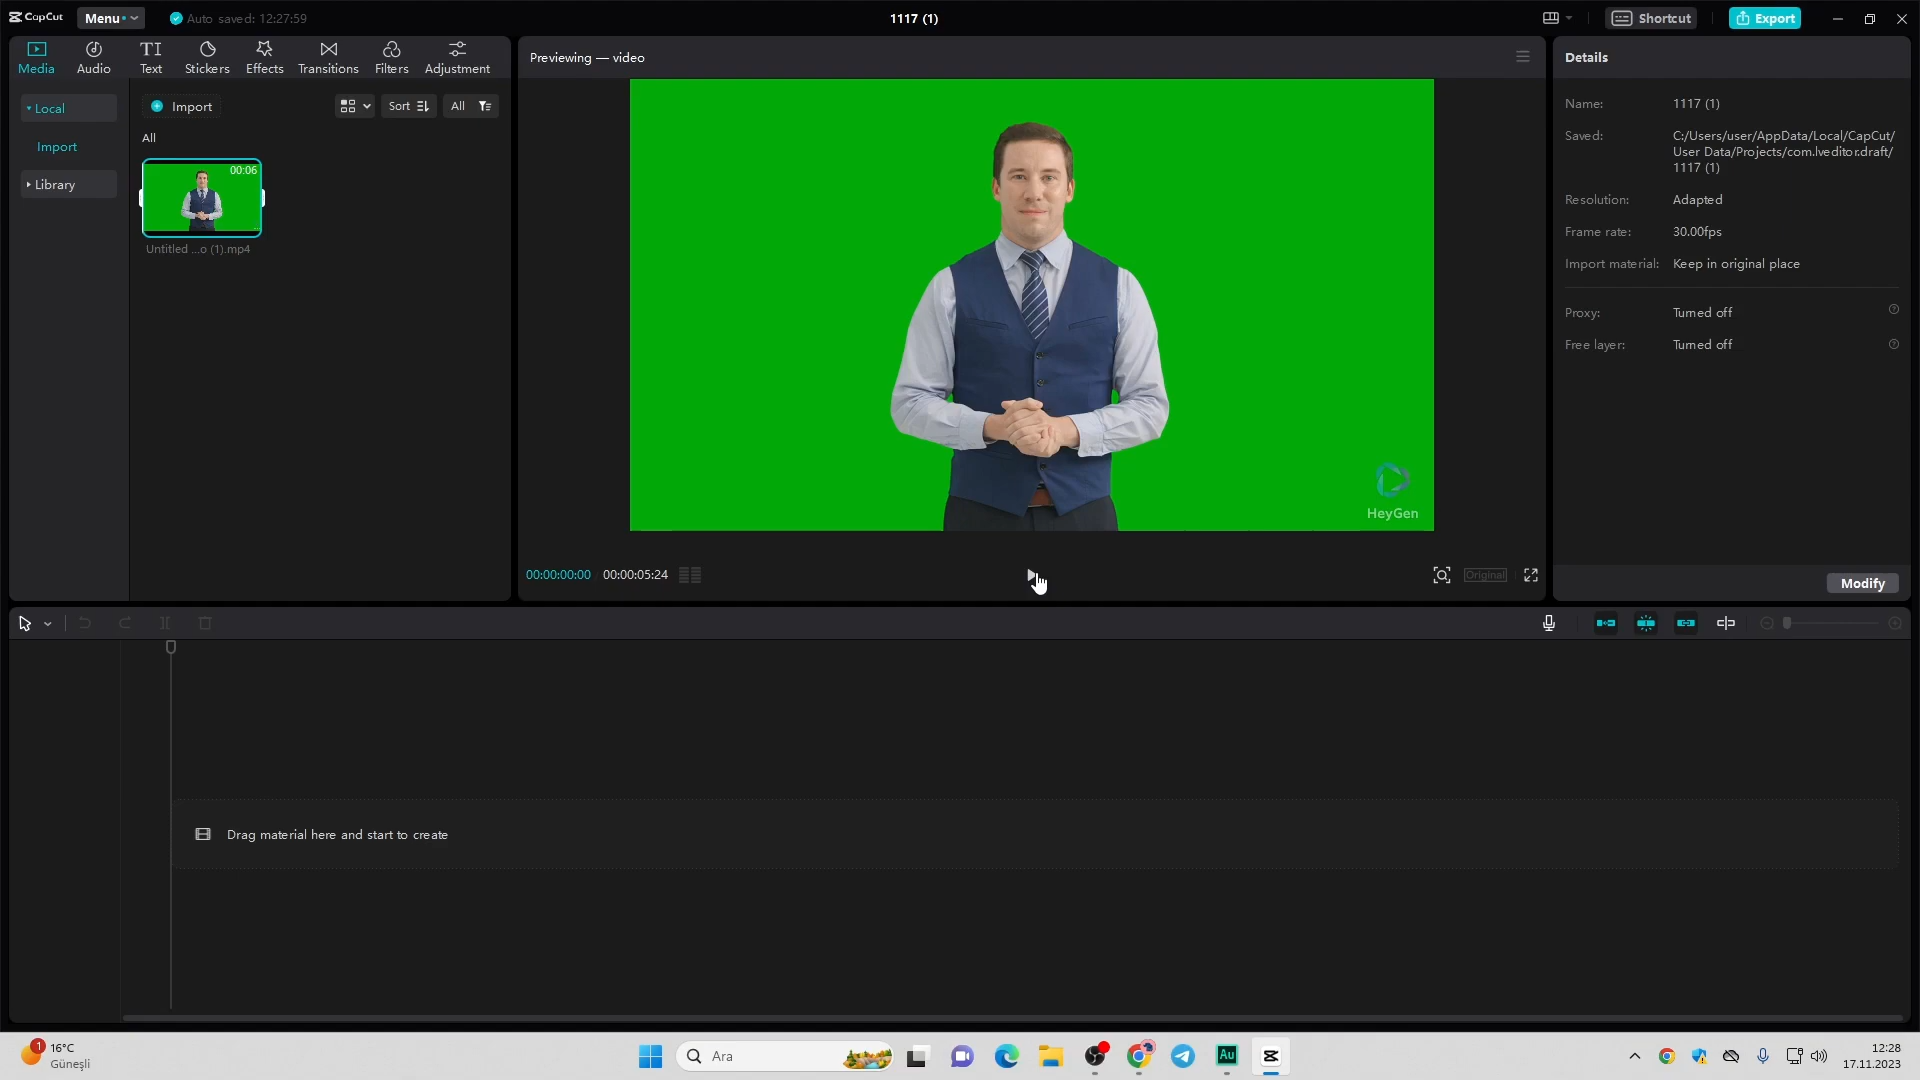 CapCut
Menu
Auto saved: 12:27:59
1117 (1)
Shortcut
Export
Media
Audio
TI
Text
Stickers
Effects
Transitions
Filters
Adjustment
Local
Import
Library
Import
Sort
All
All
00:06
Untitled ...o (1).mp4
Previewing — video
HeyGen
00:00:00:00
00:00:05:24
Original
Details
Name: 1117 (1)
Saved: C:/Users/user/AppData/Local/CapCut/
User Data/Projects/com.lveditor.draft/
1117 (1)
Resolution: Adapted
Frame rate: 30.00fps
Import material: Keep in original place
Proxy: Turned off
Free layer: Turned off
Modify
Drag material here and start to create
1
16°C
Güneşli
Ara
Au
12:28
17.11.2023